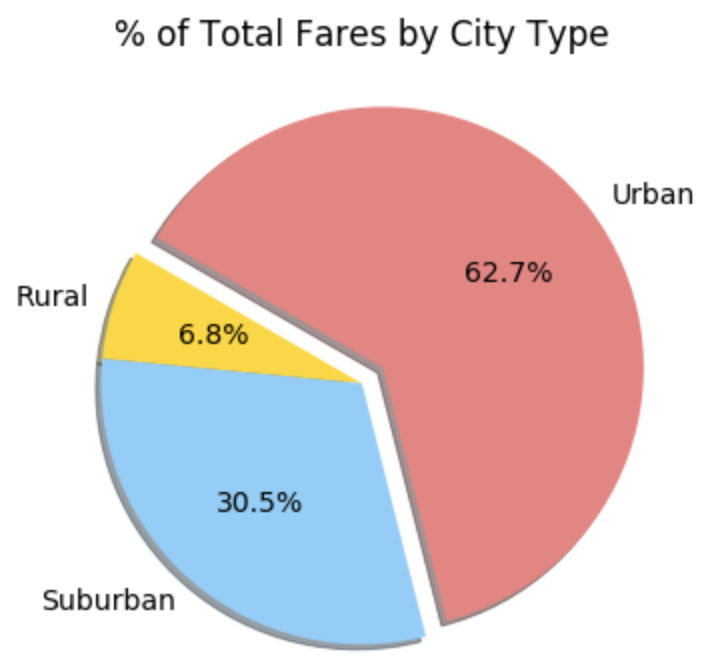 % of Total Fares by City Type
Urban
62.7%
Rural
6.8%
30.5%
Suburban